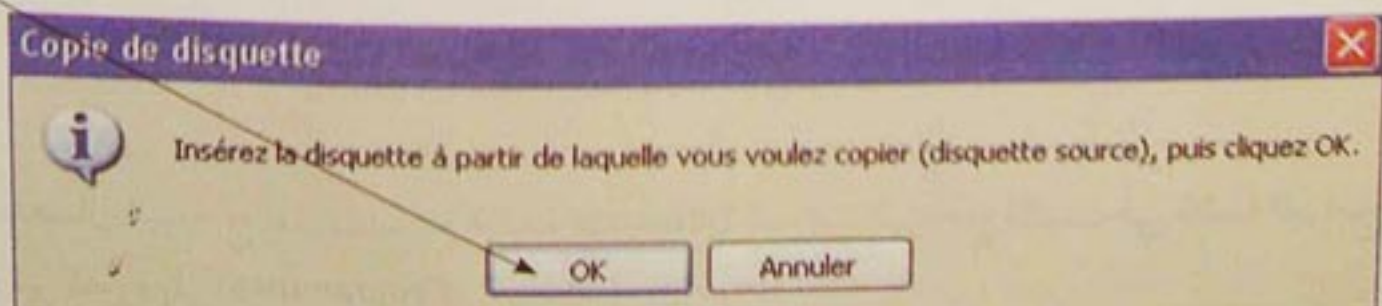 Copie de disquette
Insérez la disquette à partir de laquelle vous voulez copier (disquette source), puis cliquez OK.
OK Annuler